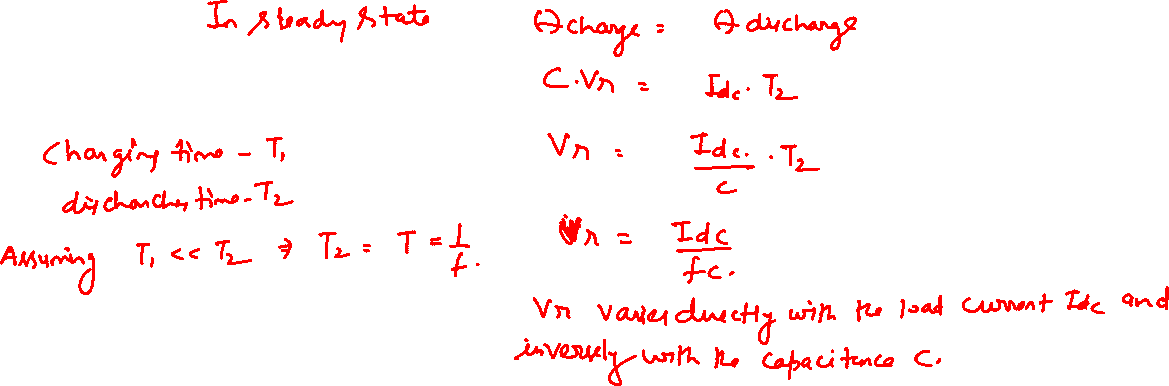 In steady state
Q charge = Q discharge
C.Vr = Idc. T2
Charging time - T1
discharches time - T2
Assuming T1 << T2 ⇒ T2 = T = 1/f.
Vr = Idc./C . T2
Vr = Idc/fC.
Vr varies directly with the load current Idc and
inversely with the capacitance C.